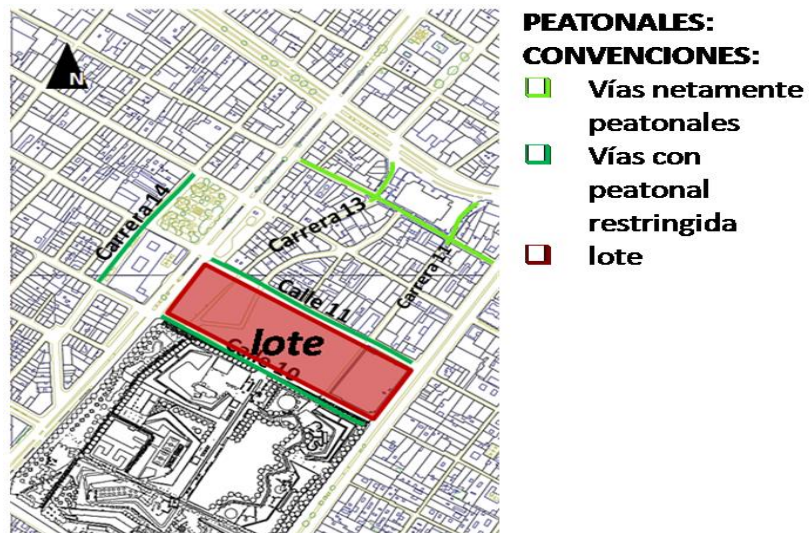 PEATONALES:
CONVENCIONES:
Vías netamente
peatonales
Vías con
peatonal
restringida
lote
N
Carrera 14
Carrera 13
Carrera 11
Calle 11
lote
Calle 10